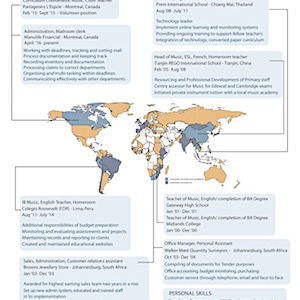 Partageons L'Espoir - Montreal, Canada
Feb '15- Sept '15 - Volunteer position
Administration, Mailroom clerk
Manulife Financial - Montreal, Canada
April '16- present
Working with deadlines, tracking and sorting mail
Process documentation and keeping track
Recording inventory and documentation
Processing claims to correct departments
Organising and multi-tasking within deadlines
Communicating effectively with other departments
Prem International School - Chiang Mai, Thailand
Aug '08 - July '11
Technology leader
Implement online learning and monitoring systems
Providing ongoing training to fellow teachers
Integration of technology, converted paper curriculum
Head of Music, ESL, French, Homeroom teacher
Tianjin REGO International School - Tianjin, China
Feb '05- Aug '08
Resourcing and Professional Development of Primary staff
Centre assessor for Music for Edexcel and Cambridge exams
Initiated private instrument tuition with a local music academy
IB Music, English Teacher, Homeroom
Colegio Roosevelt (FDR) - Lima, Peru
Aug '11- July '14
Additional responsibilities of budget preparation
Monitoring and evaluating assessments and projects
Maintaining records and reporting to clients
Created and maintained educational websites
Teacher of Music, English/ completion of BA Degree
Gateway High School
Jan '01- Dec '01
Teacher of Music, English/ completion of BA Degree
Midlands College
Jan '00- Dec '00
Office Manager, Personal Assistant
Walker Mare Quantity Surveyors - Johannesburg, South Africa
Oct '03- Dec '04
Compiling of documents for Tender purposes
Office accounting, budget monitoring, purchasing
Customer service through telephone, email and face-to-face
Sales, Administration, Customer relations assistant
Browns Jewellery Store - Johannesburg, South Africa
Jan '02- Dec '03
Awarded for highest earning sales team two years in a row
Set up new admin system, educated and trained staff
in its implementation
PERSONAL SKILLS